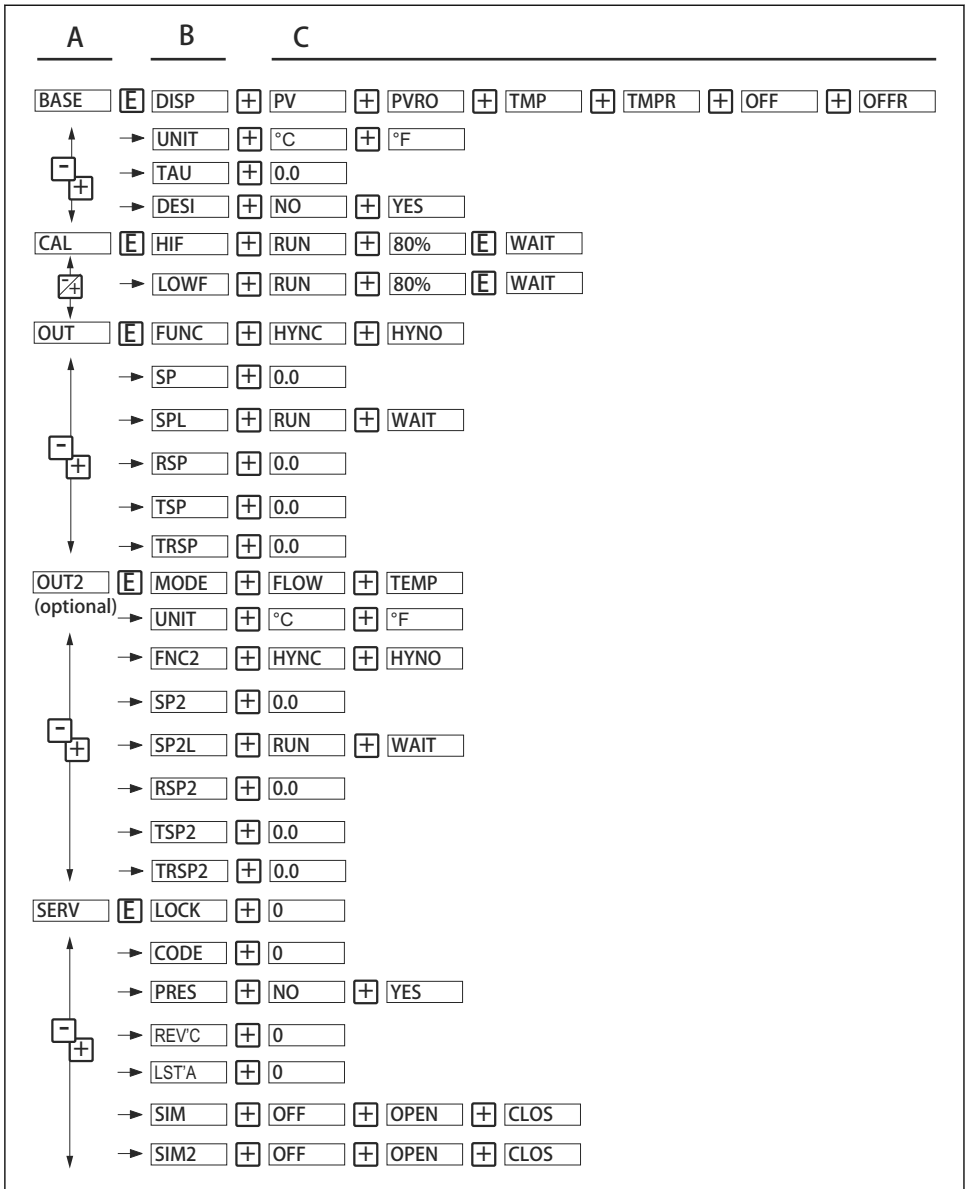 A B C
BASE E DISP + PV + PVRO + TMP + TMPR + OFF + OFFR
UNIT + °C + °F
- +
TAU + 0.0
DESI + NO + YES
CAL E HIF + RUN + 80% E WAIT
-/+ LOWF + RUN + 80% E WAIT
OUT E FUNC + HYNC + HYNO
SP + 0.0
SPL + RUN + WAIT
- +
RSP + 0.0
TSP + 0.0
TRSP + 0.0
OUT2 E MODE + FLOW + TEMP
(optional)
UNIT + °C + °F
FNC2 + HYNC + HYNO
SP2 + 0.0
- +
SP2L + RUN + WAIT
RSP2 + 0.0
TSP2 + 0.0
TRSP2 + 0.0
SERV E LOCK + 0
CODE + 0
PRES + NO + YES
- +
REV'C + 0
LST'A + 0
SIM + OFF + OPEN + CLOS
SIM2 + OFF + OPEN + CLOS